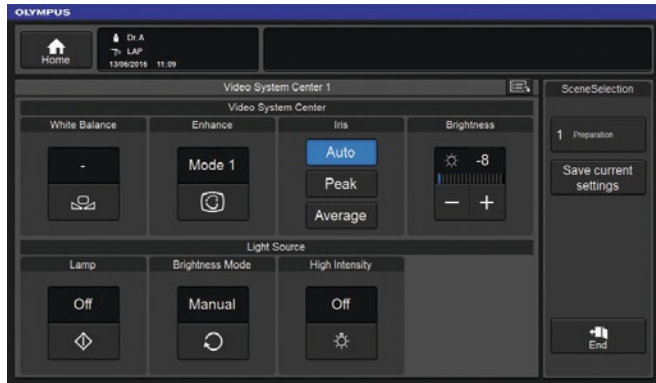 OLYMPUS
Home
Dr.A
LAP
13/06/2016 11:09
Video System Center 1
Video System Center
White Balance
Enhance
Iris
Brightness
-
Mode 1
Auto
Peak
Average
-8
− +
Light Source
Lamp
Brightness Mode
High Intensity
Off
Manual
Off
SceneSelection
1 Preparation
Save current
settings
End